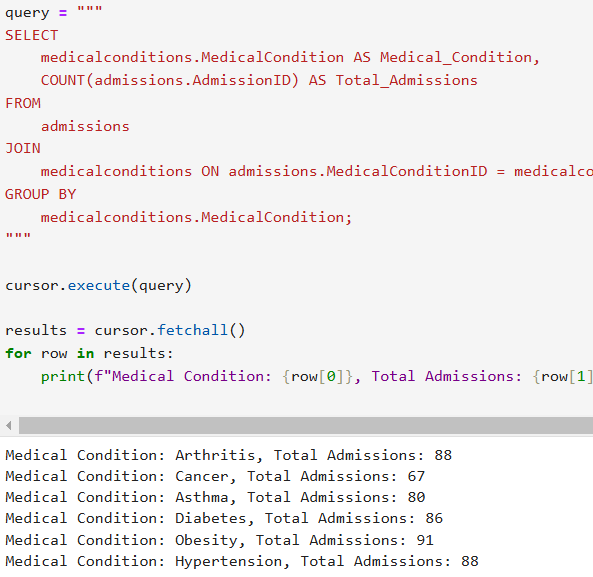 query = """
SELECT
    medicalconditions.MedicalCondition AS Medical_Condition,
    COUNT(admissions.AdmissionID) AS Total_Admissions
FROM
    admissions
JOIN
    medicalconditions ON admissions.MedicalConditionID = medicalco
GROUP BY
    medicalconditions.MedicalCondition;
"""
cursor.execute(query)
results = cursor.fetchall()
for row in results:
    print(f"Medical Condition: {row[0]}, Total Admissions: {row[1]
Medical Condition: Arthritis, Total Admissions: 88
Medical Condition: Cancer, Total Admissions: 67
Medical Condition: Asthma, Total Admissions: 80
Medical Condition: Diabetes, Total Admissions: 86
Medical Condition: Obesity, Total Admissions: 91
Medical Condition: Hypertension, Total Admissions: 88